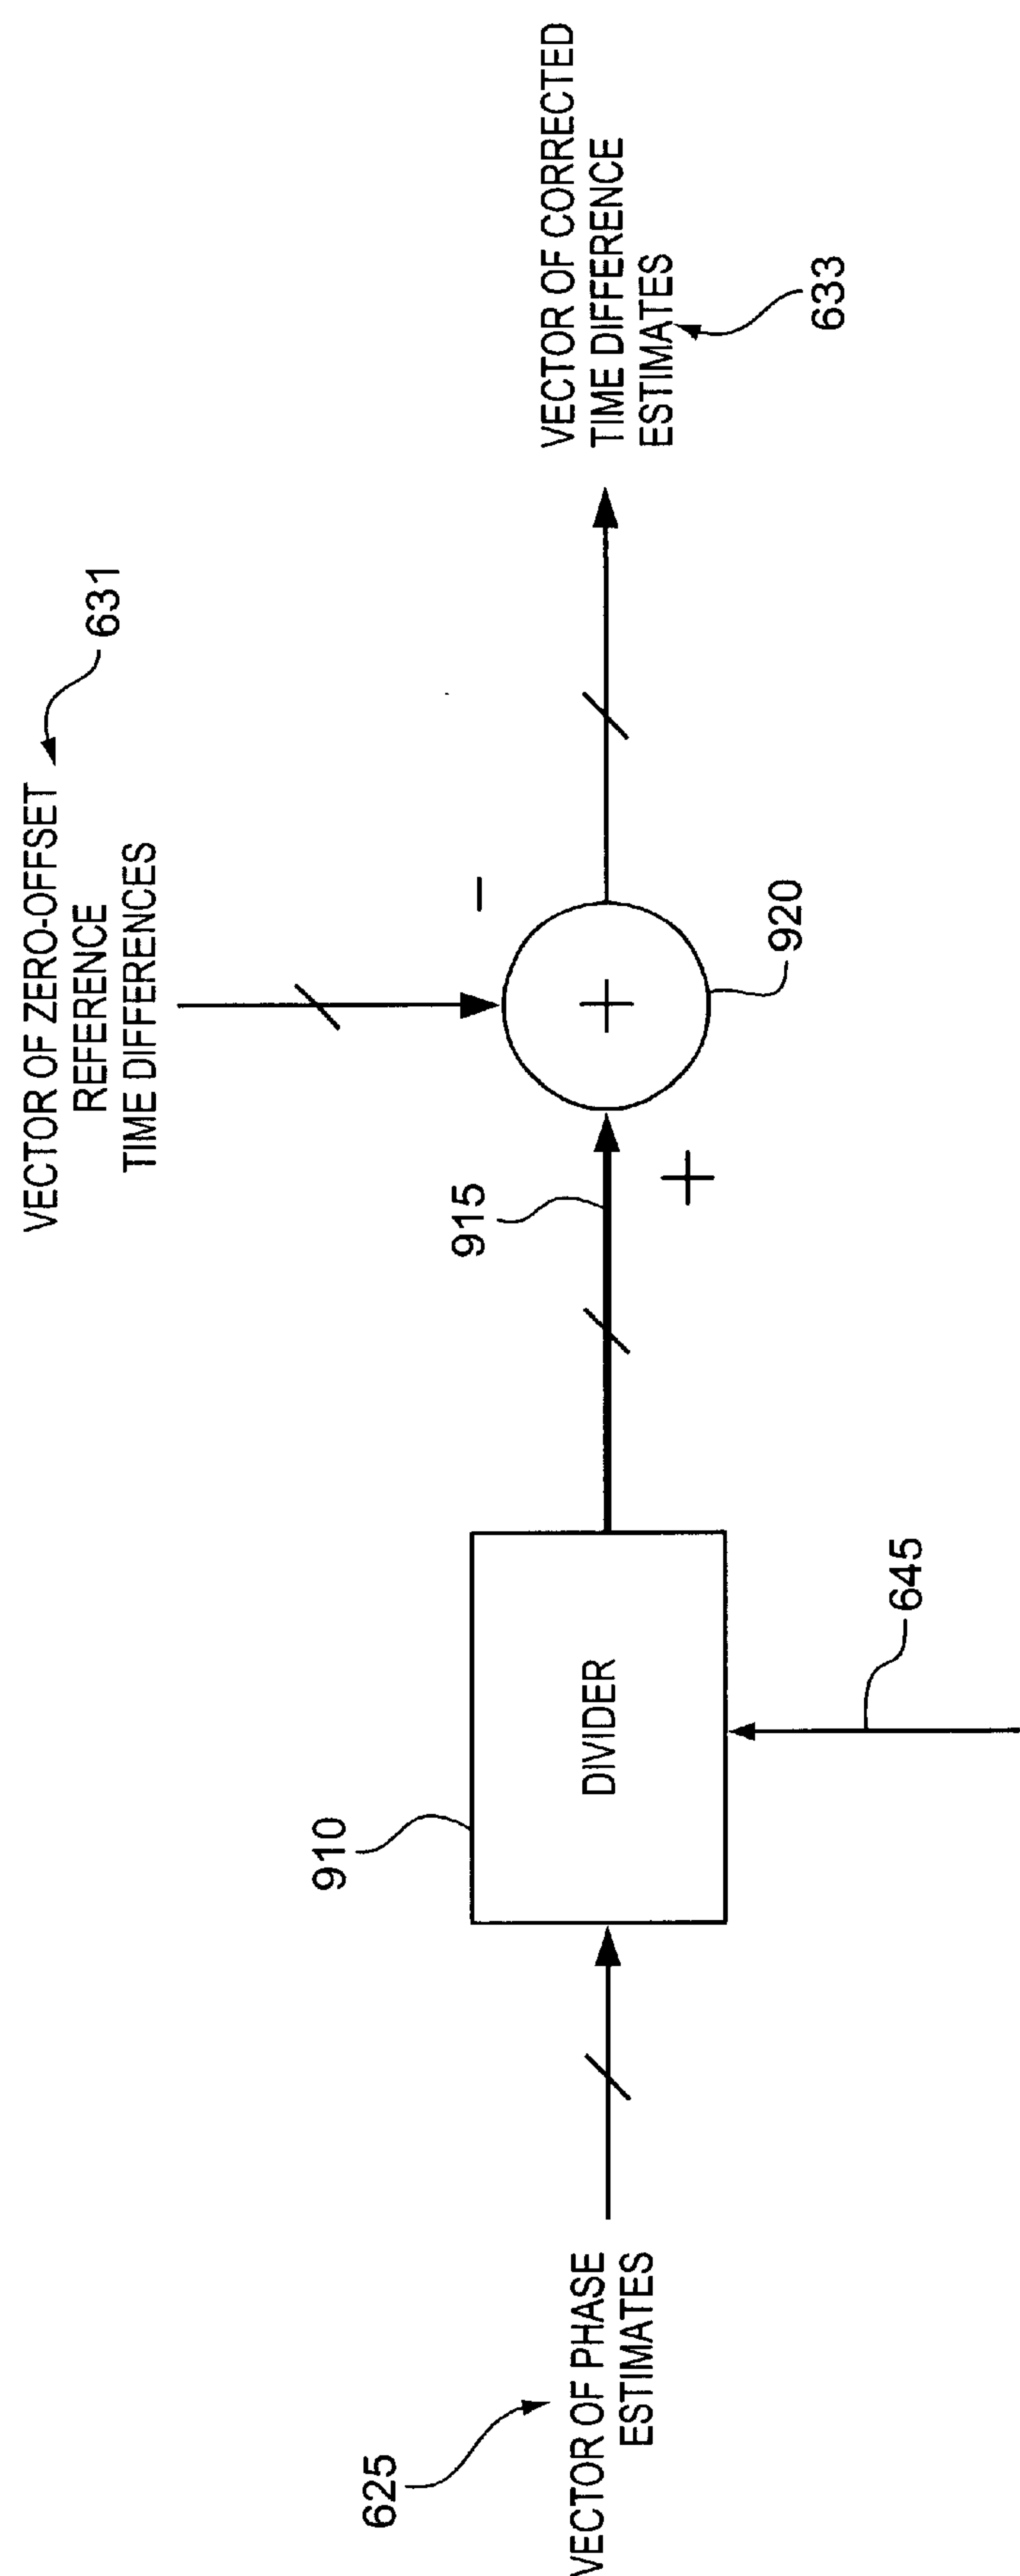 VECTOR OF ZERO-OFFSET
REFERENCE
TIME DIFFERENCES
631
VECTOR OF PHASE
ESTIMATES
625
910
DIVIDER
645
915
+
+
920
−
VECTOR OF CORRECTED
TIME DIFFERENCE
ESTIMATES
633